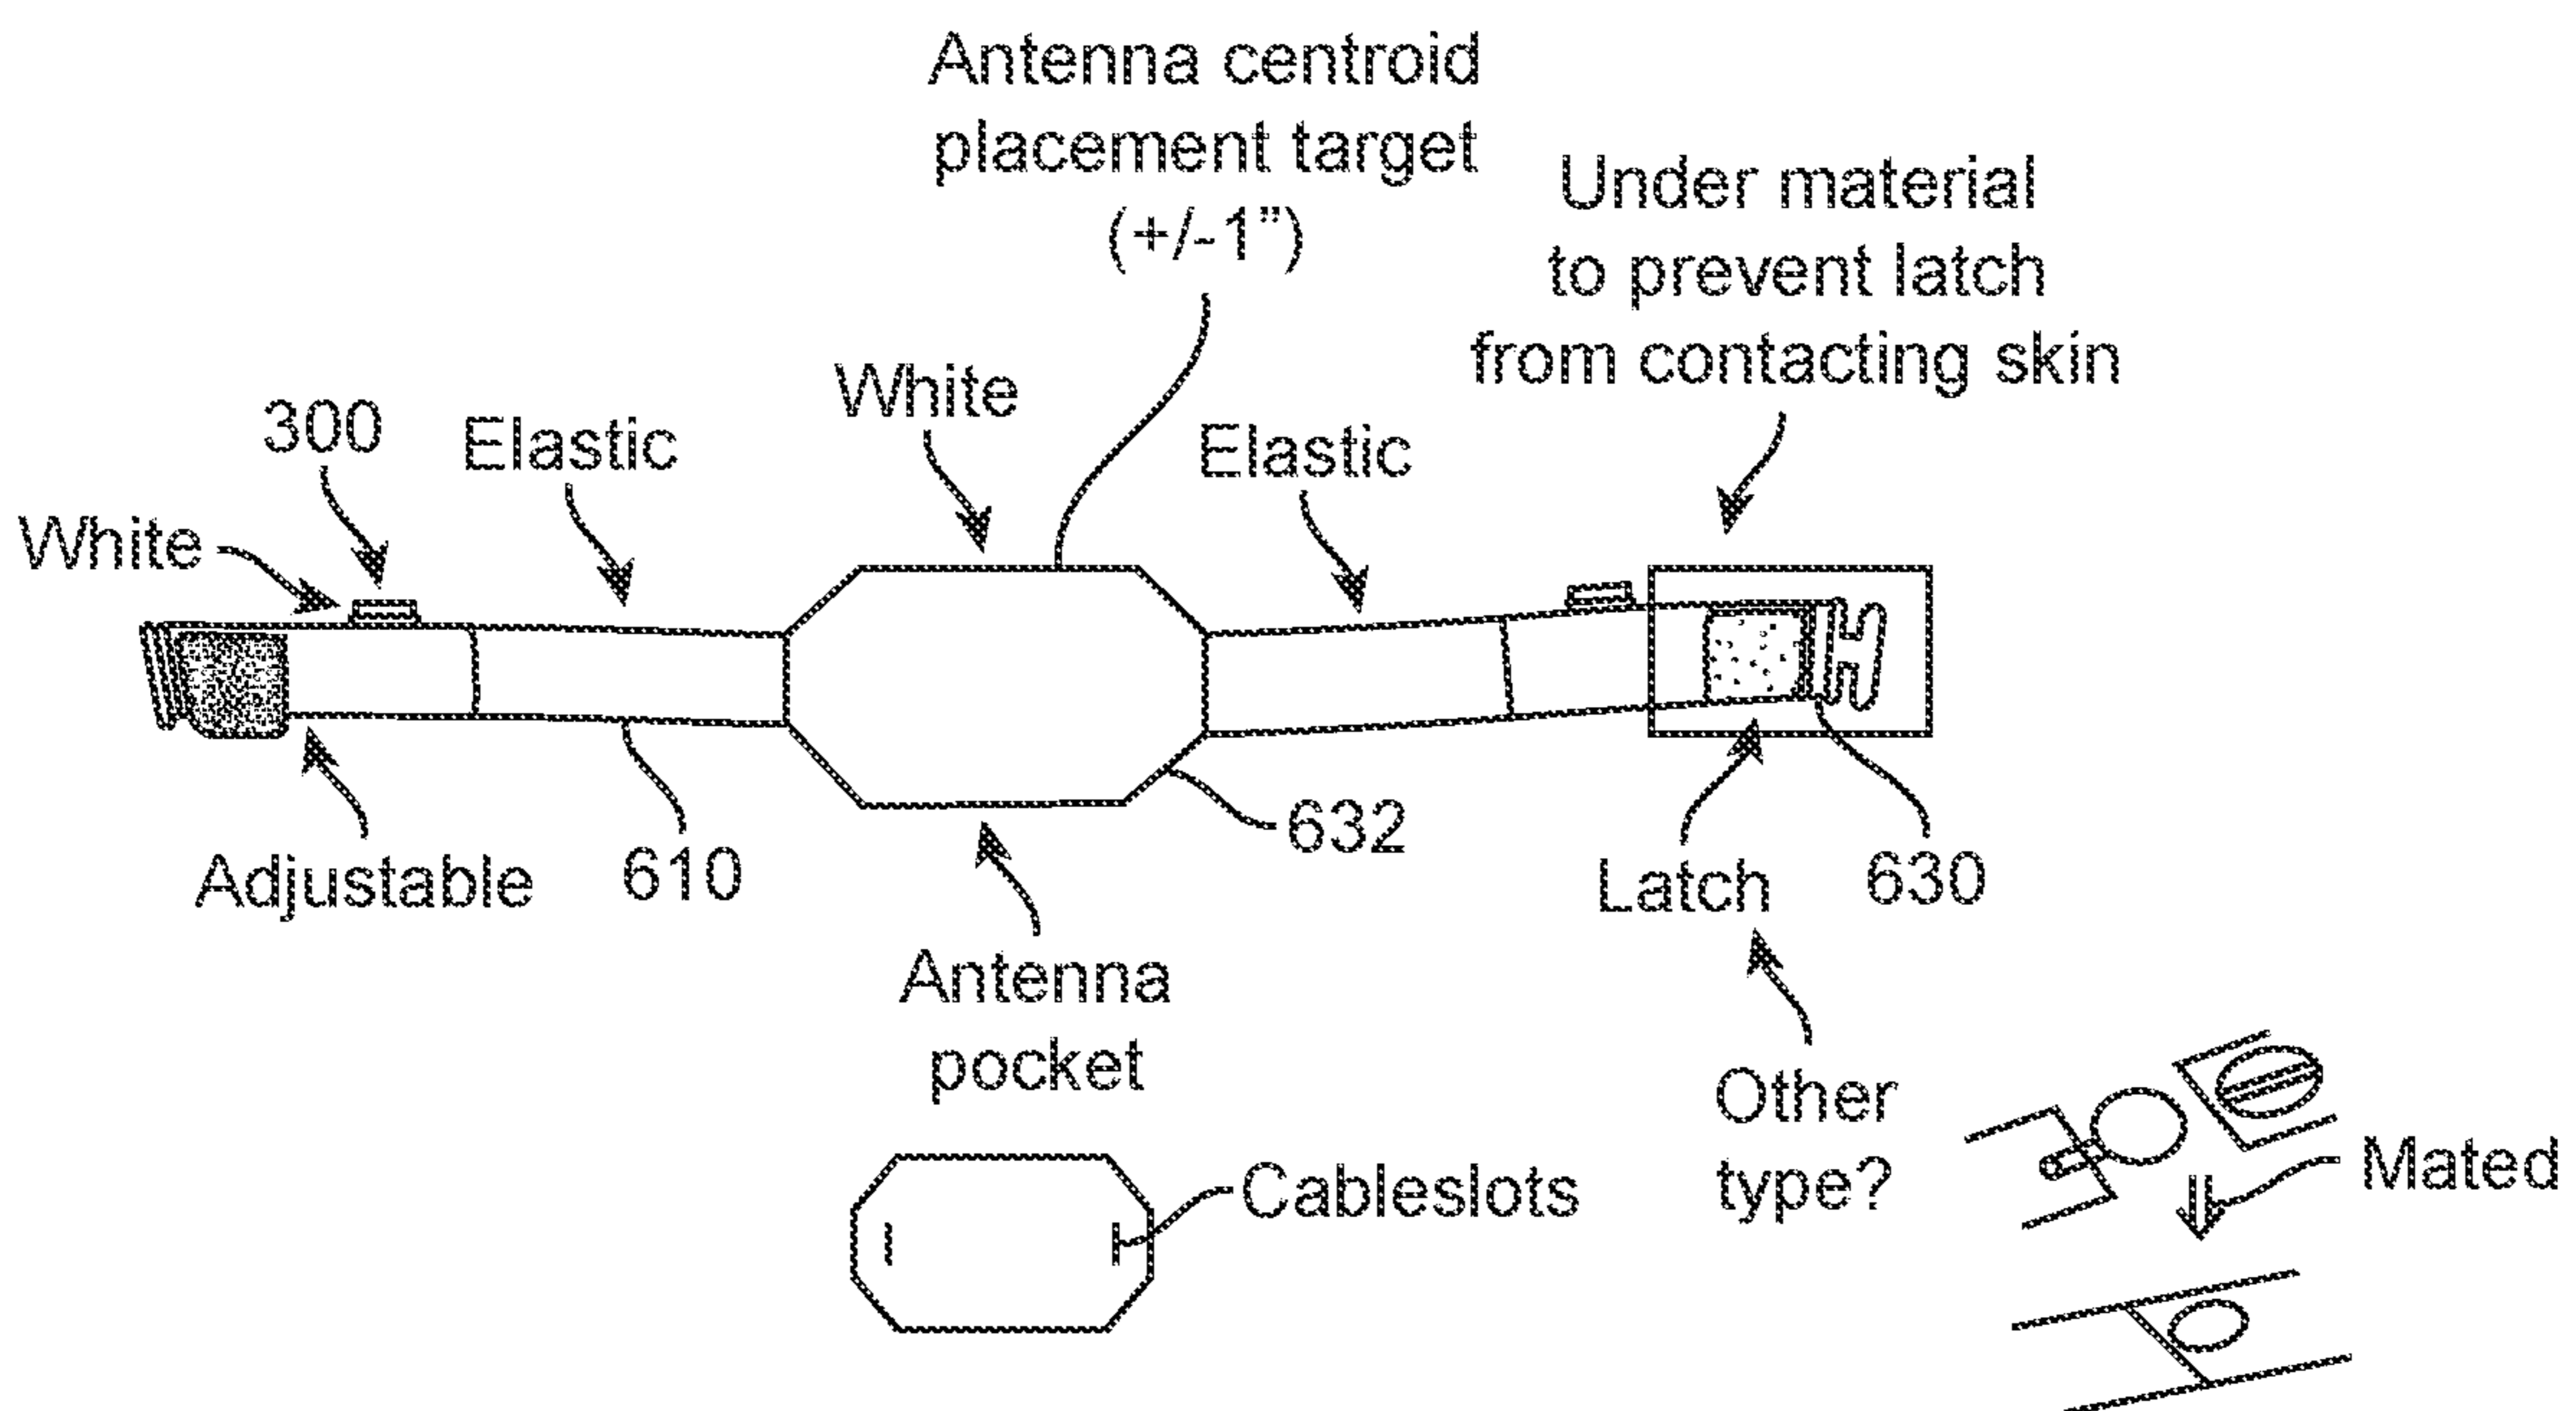 Antenna centroid
placement target
(+/-1”)
Under material
to prevent latch
from contacting skin
White
300
Elastic
Elastic
White
Adjustable
610
632
Latch
630
Antenna
pocket
Other
type?
Cableslots
Mated